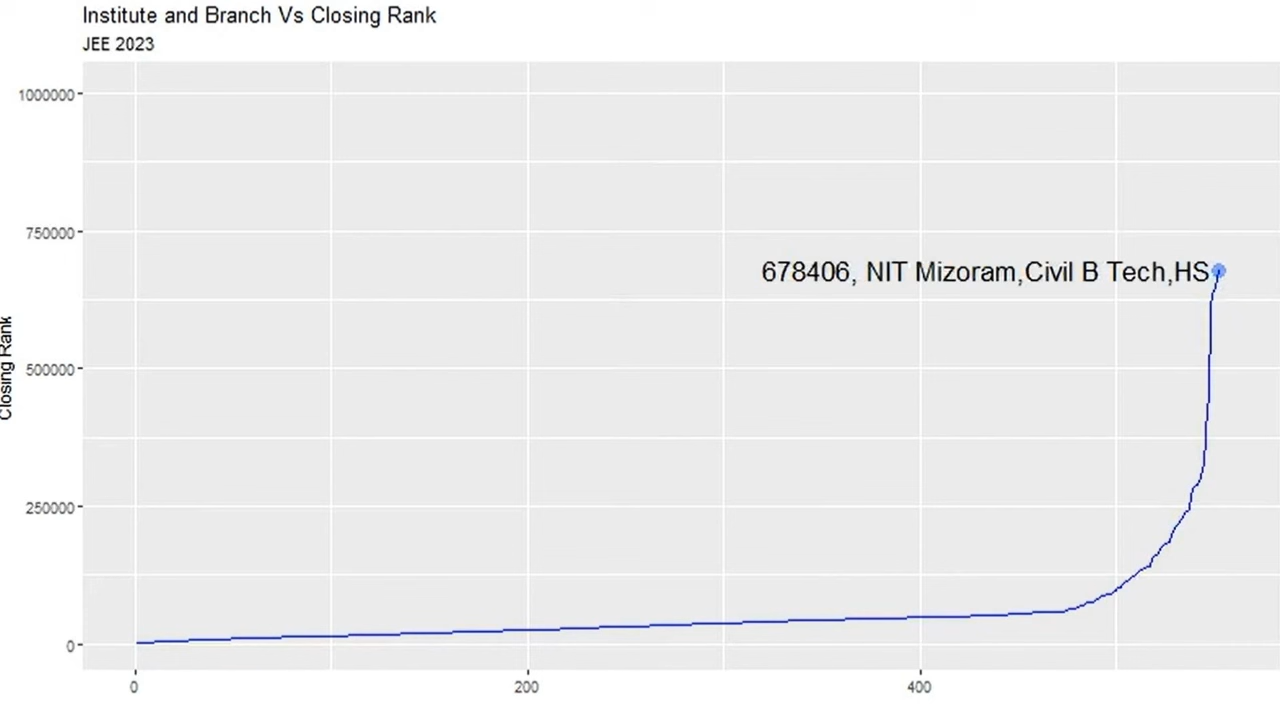 Institute and Branch Vs Closing Rank
JEE 2023
1000000
750000
678406, NIT Mizoram,Civil B Tech,HS
500000
Closing Rank
250000
0
0 200 400